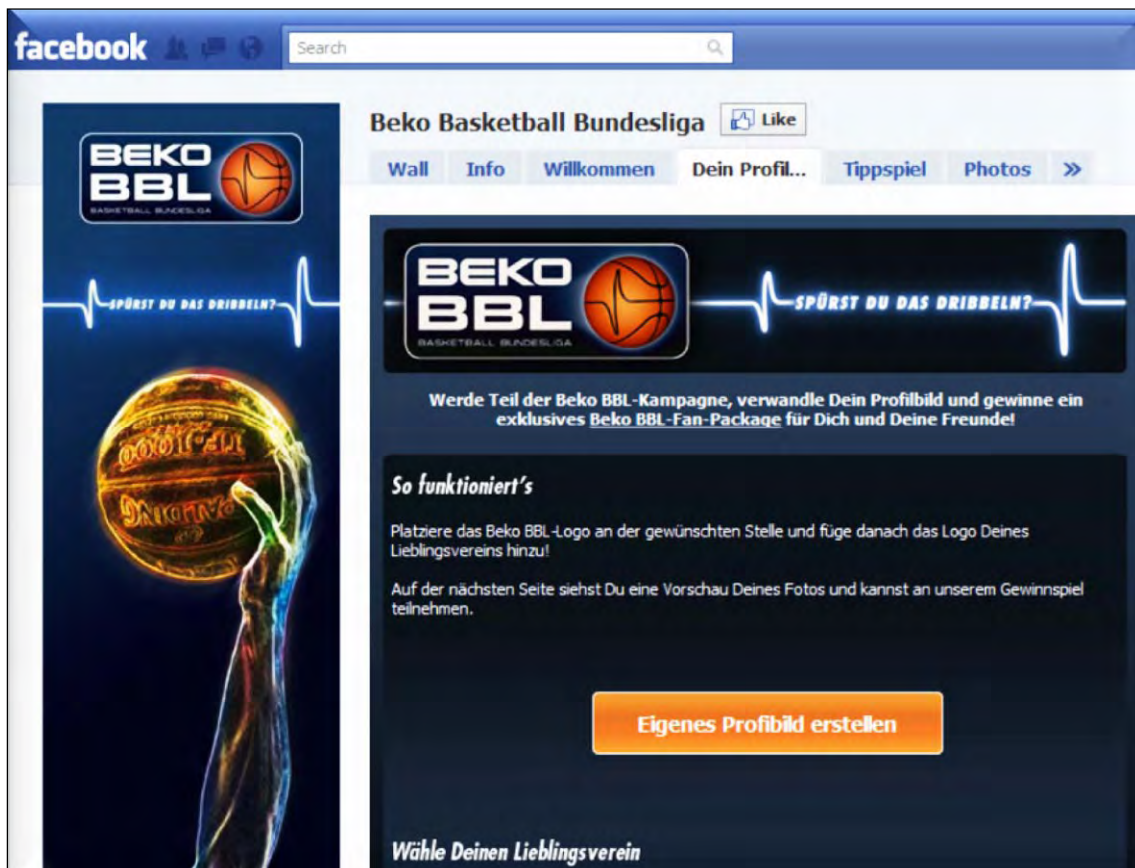 facebook
Search
BEKO
BBL
BASKETBALL BUNDESLIGA
SPÜRST DU DAS DRIBBELN?
TF-1000
SPALDING
Beko Basketball Bundesliga Like
Wall Info Willkommen Dein Profil... Tippspiel Photos »
BEKO
BBL
BASKETBALL BUNDESLIGA
SPÜRST DU DAS DRIBBELN?
Werde Teil der Beko BBL-Kampagne, verwandle Dein Profilbild und gewinne ein
exklusives Beko BBL-Fan-Package für Dich und Deine Freunde!
So funktioniert's
Platziere das Beko BBL-Logo an der gewünschten Stelle und füge danach das Logo Deines
Lieblingsvereins hinzu!
Auf der nächsten Seite siehst Du eine Vorschau Deines Fotos und kannst an unserem Gewinnspiel
teilnehmen.
Eigenes Profibild erstellen
Wähle Deinen Lieblingsverein